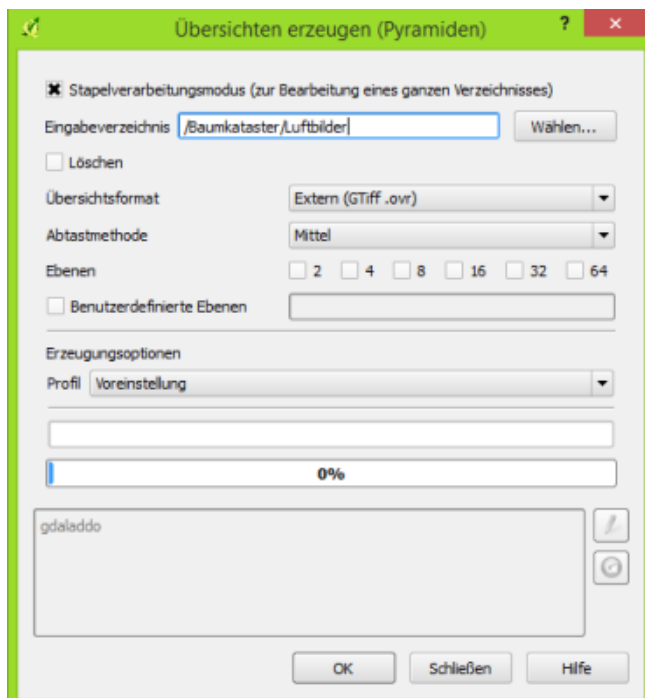 Übersichten erzeugen (Pyramiden) ? ×
Stapelverarbeitungsmodus (zur Bearbeitung eines ganzen Verzeichnisses)
Eingabeverzeichnis /Baumkataster/Luftbilder Wählen...
Löschen
Übersichtsformat Extern (GTiff .ovr)
Abtastmethode Mittel
Ebenen 2 4 8 16 32 64
Benutzerdefinierte Ebenen
Erzeugungsoptionen
Profil Voreinstellung
0%
gdaladdo
OK Schließen Hilfe